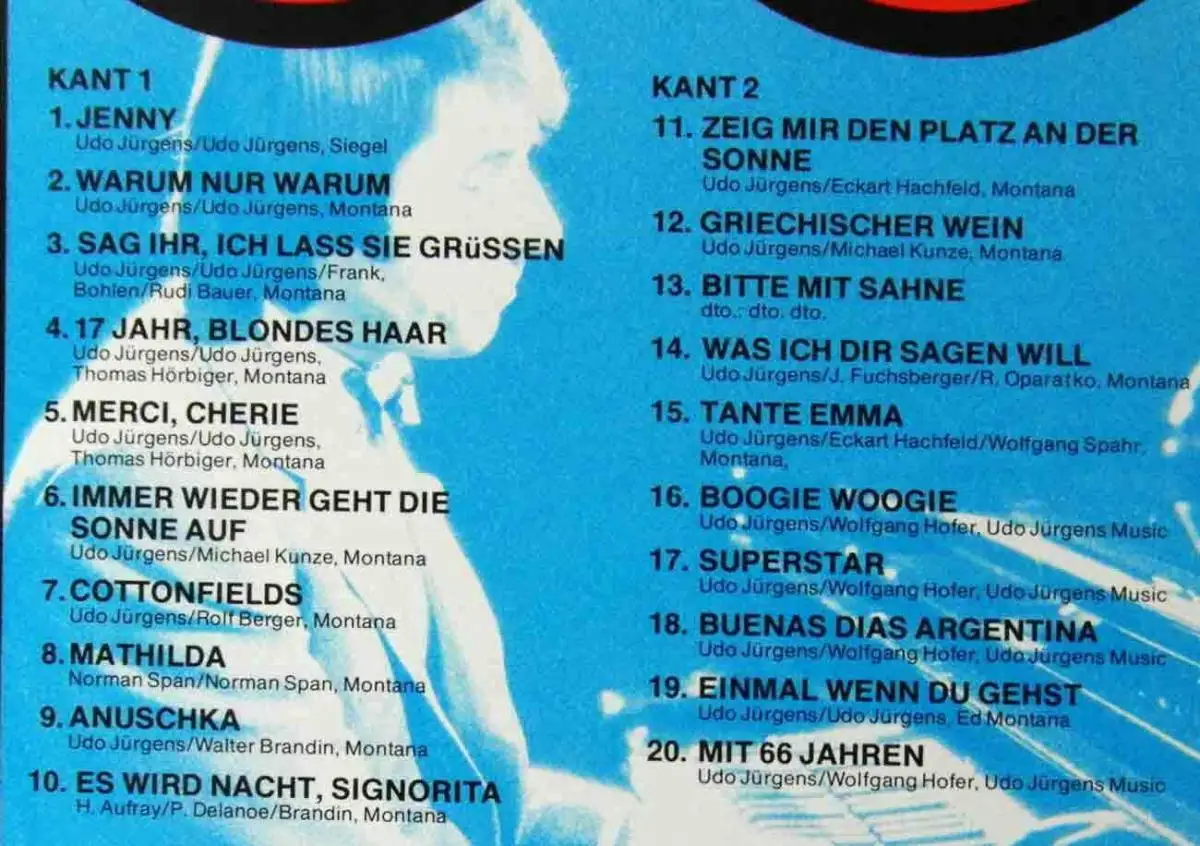 KANT 1
1. JENNY
Udo Jürgens/Udo Jürgens, Siegel
2. WARUM NUR WARUM
Udo Jürgens/Udo Jürgens, Montana
3. SAG IHR, ICH LASS SIE GRüSSEN
Udo Jürgens/Udo Jürgens/Frank,
Bohlen/Rudi Bauer, Montana
4. 17 JAHR, BLONDES HAAR
Udo Jürgens/Udo Jürgens,
Thomas Hörbiger, Montana
5. MERCI, CHERIE
Udo Jürgens/Udo Jürgens,
Thomas Hörbiger, Montana
6. IMMER WIEDER GEHT DIE
SONNE AUF
Udo Jürgens/Michael Kunze, Montana
7. COTTONFIELDS
Udo Jürgens/Rolf Berger, Montana
8. MATHILDA
Norman Span/Norman Span, Montana
9. ANUSCHKA
Udo Jürgens/Walter Brandin, Montana
10. ES WIRD NACHT, SIGNORITA
H. Aufray/P. Delanoe/Brandin, Montana
KANT 2
11. ZEIG MIR DEN PLATZ AN DER
SONNE
Udo Jürgens/Eckart Hachfeld, Montana
12. GRIECHISCHER WEIN
Udo Jürgens/Michael Kunze, Montana
13. BITTE MIT SAHNE
dto.: dto. dto.
14. WAS ICH DIR SAGEN WILL
Udo Jürgens/J. Fuchsberger/R. Oparatko, Montana
15. TANTE EMMA
Udo Jürgens/Eckart Hachfeld/Wolfgang Spahr,
Montana,
16. BOOGIE WOOGIE
Udo Jürgens/Wolfgang Hofer, Udo Jürgens Music
17. SUPERSTAR
Udo Jürgens/Wolfgang Hofer, Udo Jürgens Music
18. BUENAS DIAS ARGENTINA
Udo Jürgens/Wolfgang Hofer, Udo Jürgens Music
19. EINMAL WENN DU GEHST
Udo Jürgens/Udo Jürgens, Ed Montana
20. MIT 66 JAHREN
Udo Jürgens/Wolfgang Hofer, Udo Jürgens Music